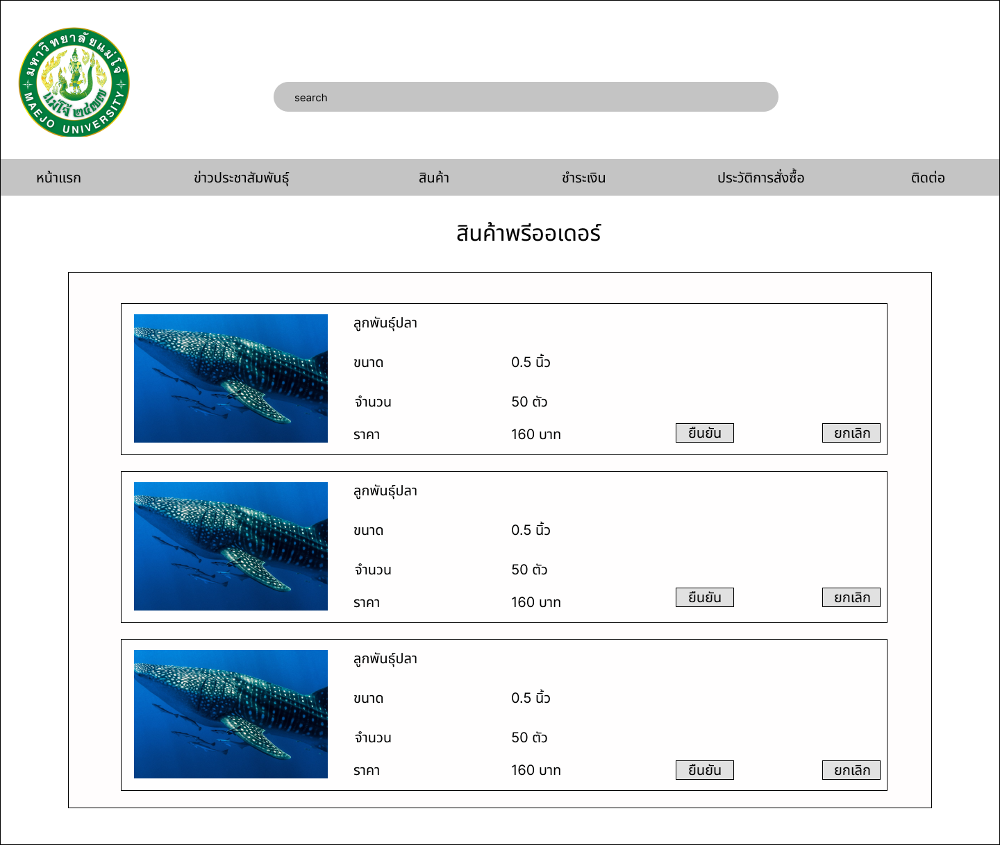 มหาวิทยาลัยแม่โจ้
แม่โจ้ ๒๔๗๗
MAEJO UNIVERSITY
search
หน้าแรก ข่าวประชาสัมพันธุ์ สินค้า ชำระเงิน ประวัติการสั่งซื้อ ติดต่อ
สินค้าพรีออเดอร์
ลูกพันธุ์ปลา
ขนาด 0.5 นิ้ว
จำนวน 50 ตัว
ราคา 160 บาท ยืนยัน ยกเลิก
ลูกพันธุ์ปลา
ขนาด 0.5 นิ้ว
จำนวน 50 ตัว
ราคา 160 บาท ยืนยัน ยกเลิก
ลูกพันธุ์ปลา
ขนาด 0.5 นิ้ว
จำนวน 50 ตัว
ราคา 160 บาท ยืนยัน ยกเลิก